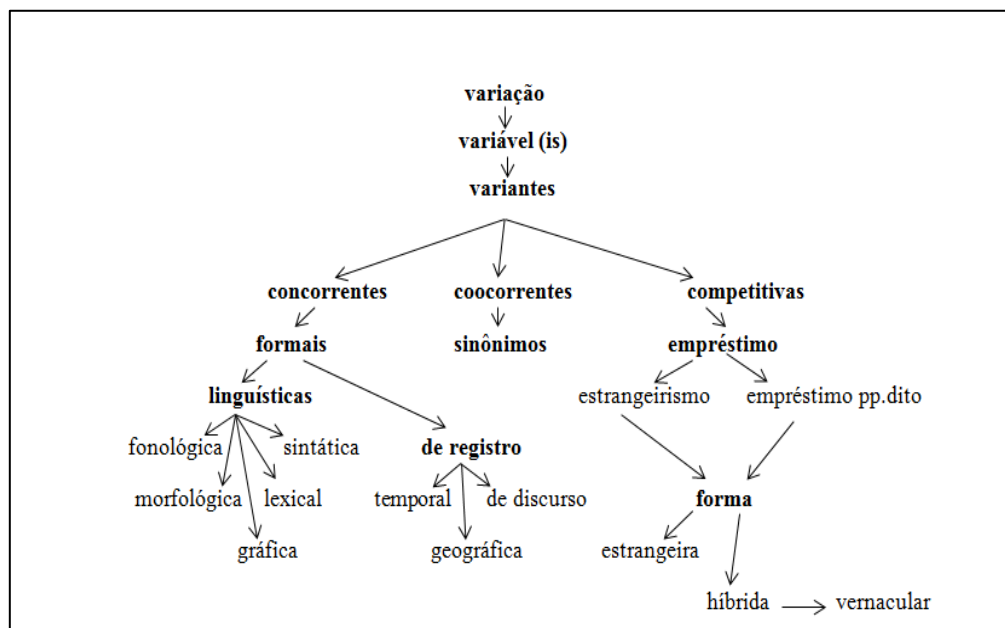 variação
variável (is)
variantes
concorrentes coocorrentes competitivas
formais sinônimos empréstimo
linguísticas estrangeirismo empréstimo pp.dito
fonológica sintática de registro
morfológica lexical temporal de discurso forma
gráfica geográfica estrangeira
híbrida vernacular